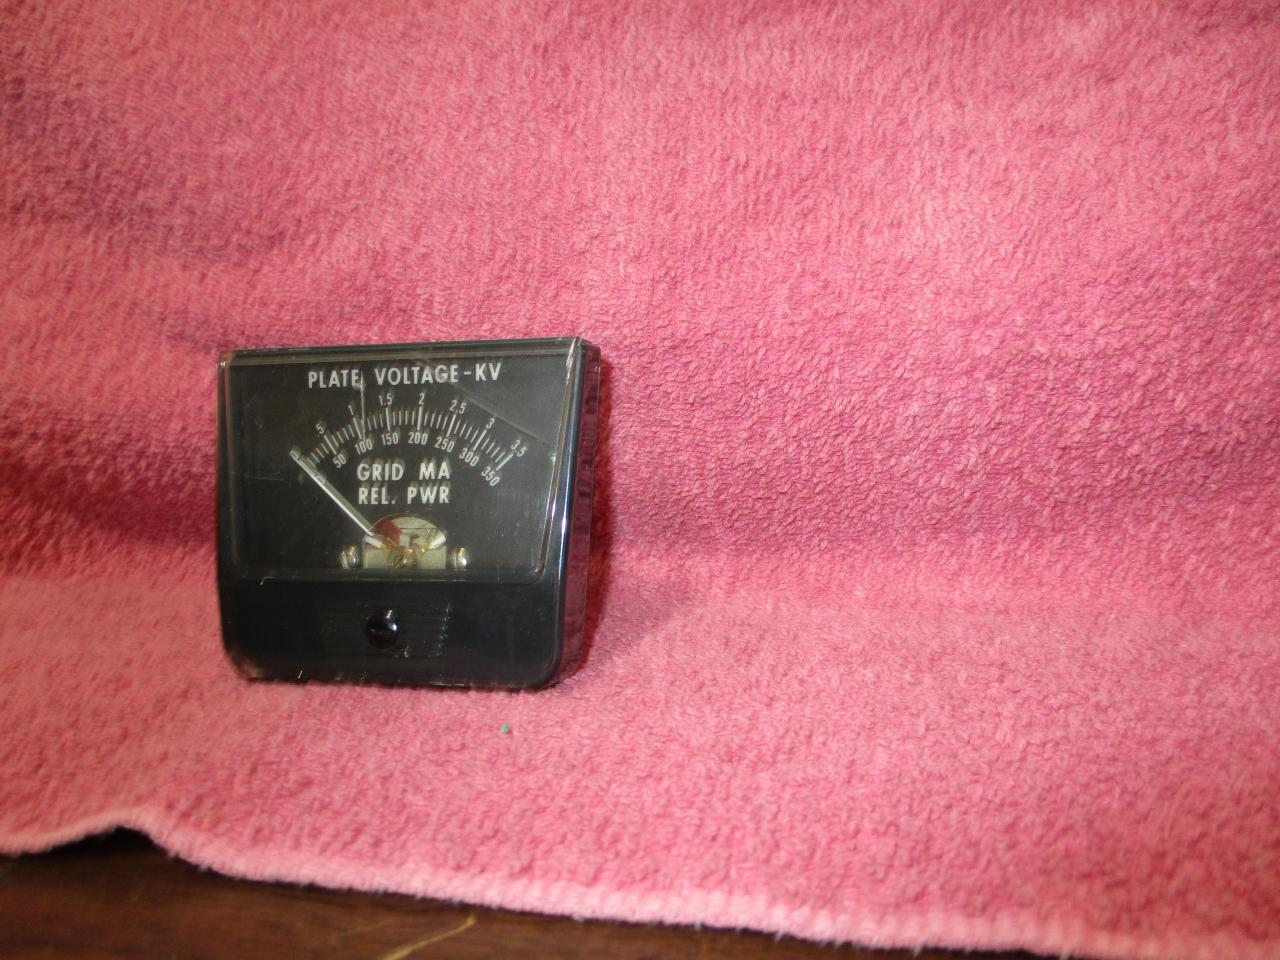 PLATE VOLTAGE-KV
0 .5 1 1.5 2 2.5 3 3.5
50 100 150 200 250 300 350
GRID MA
REL. PWR